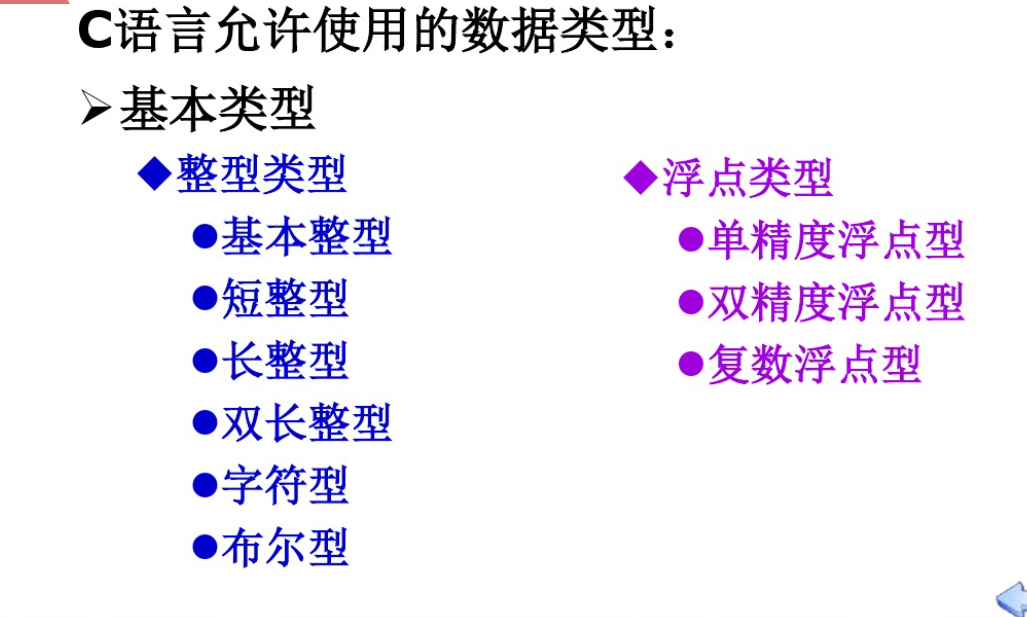 C语言允许使用的数据类型：
➢基本类型
◆整型类型
●基本整型
●短整型
●长整型
●双长整型
●字符型
●布尔型
◆浮点类型
●单精度浮点型
●双精度浮点型
●复数浮点型